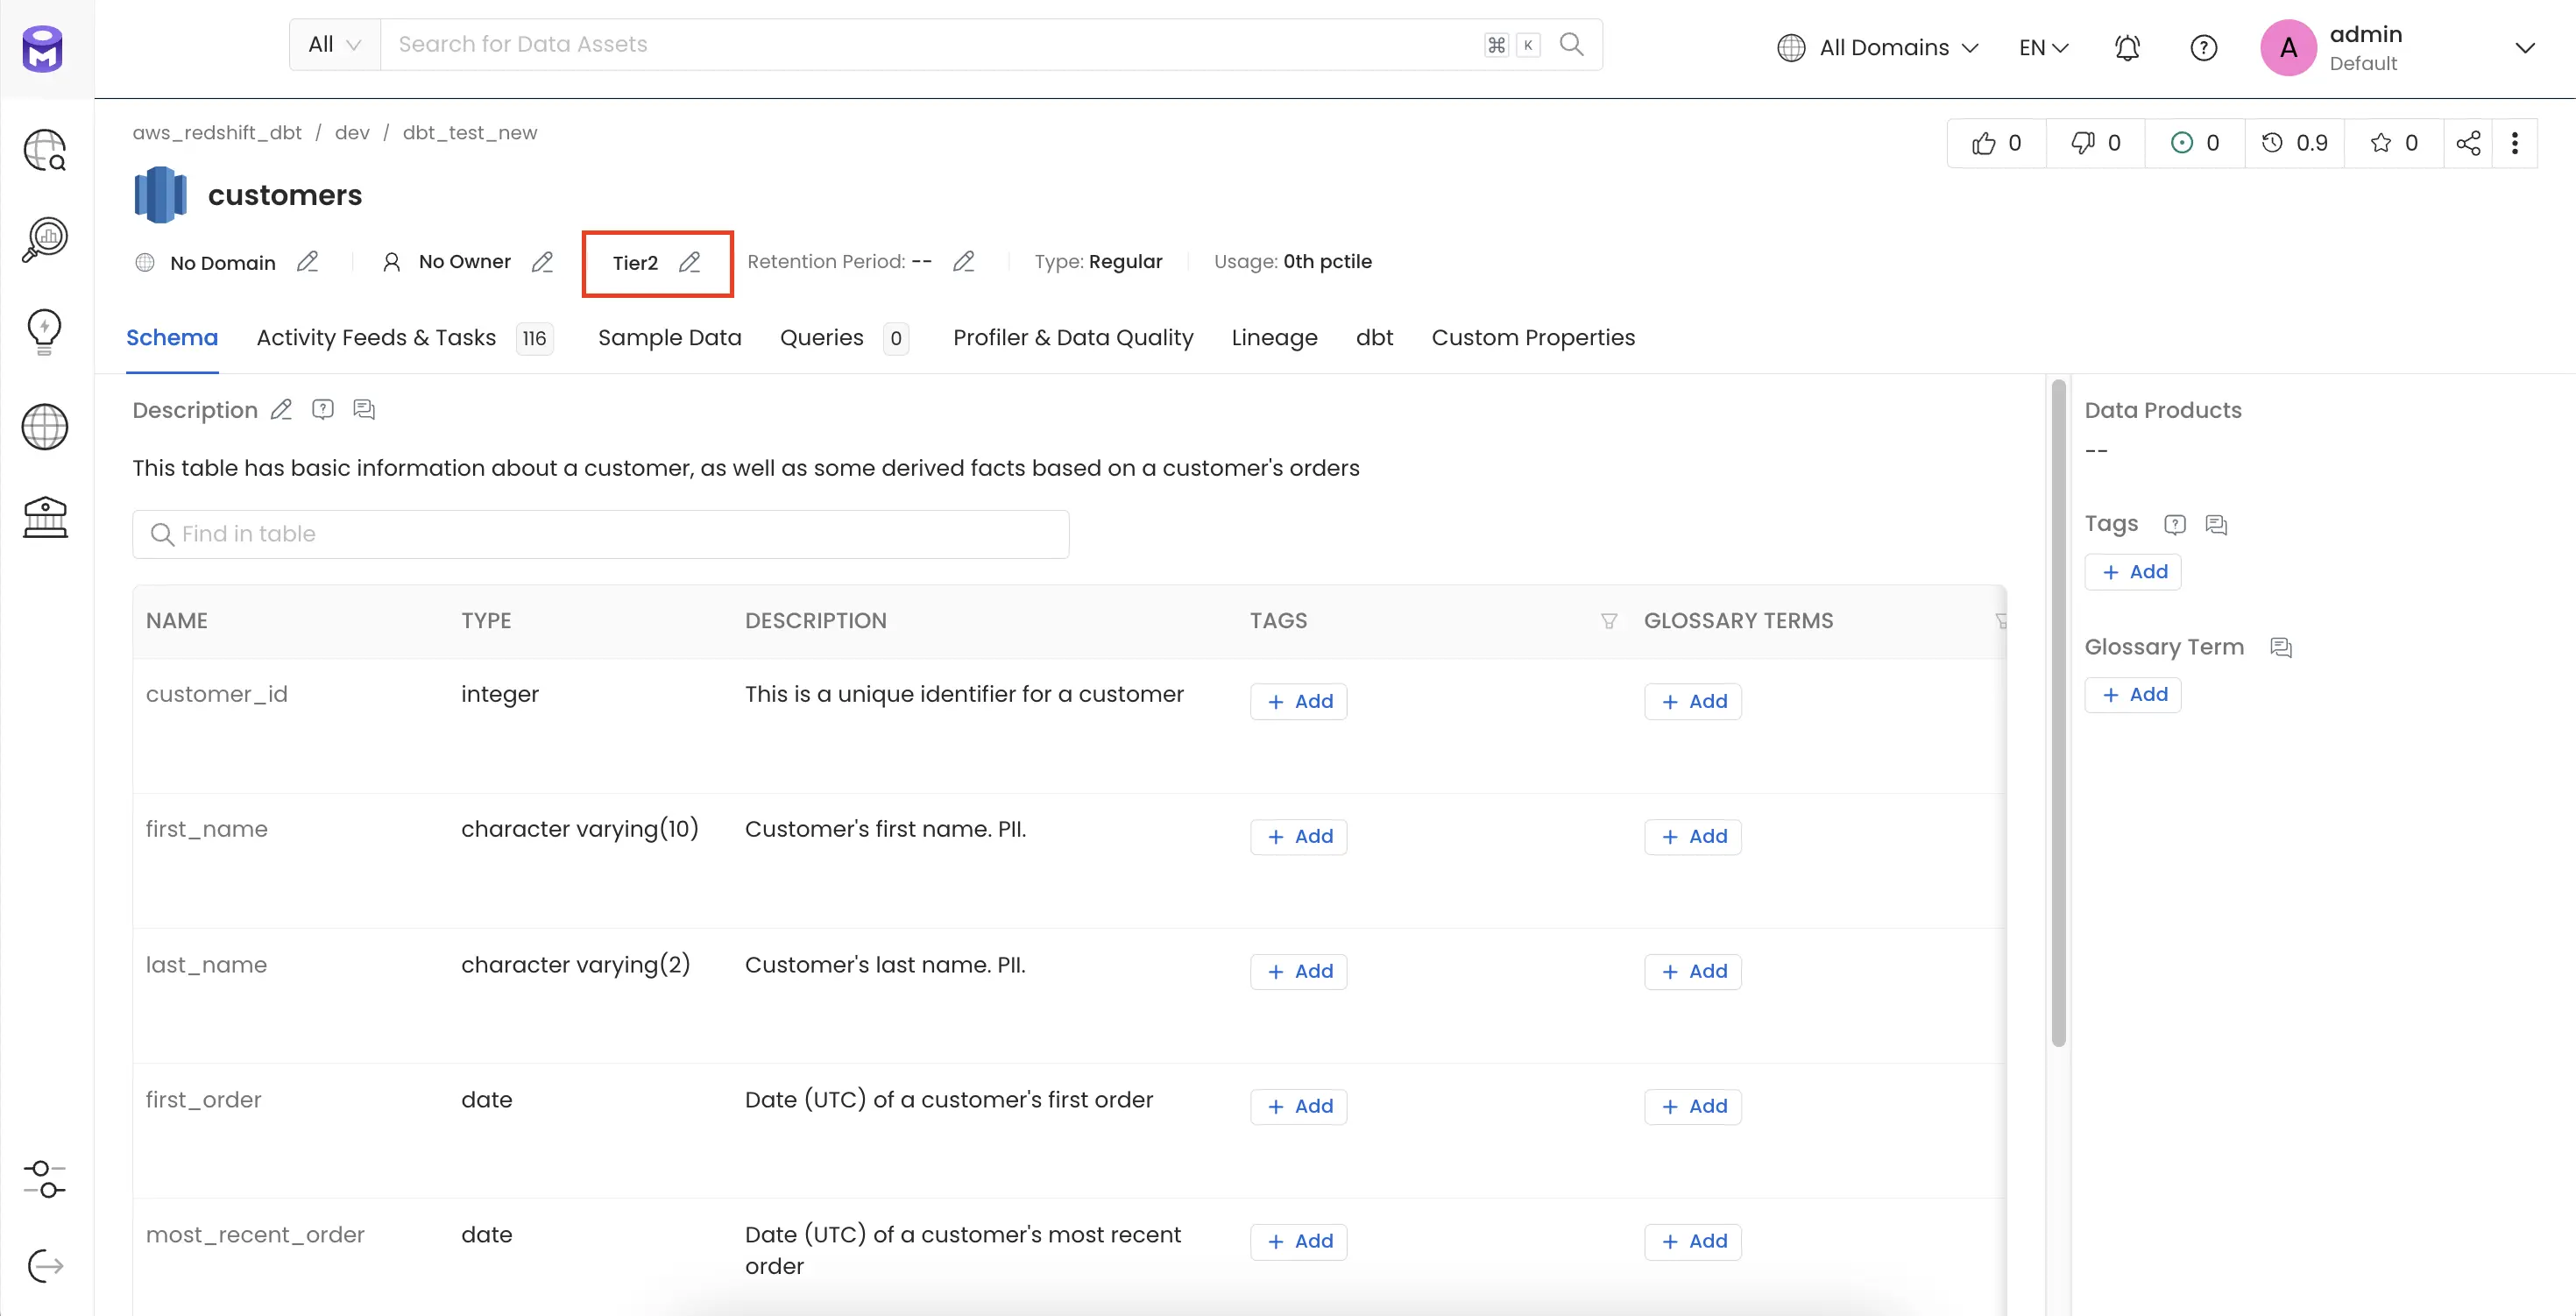 All
Search for Data Assets
⌘ K
All Domains
EN
A
admin
Default
aws_redshift_dbt / dev / dbt_test_new
0
0
0
0.9
0
customers
No Domain
No Owner
Tier2
Retention Period: --
Type: Regular
Usage: 0th pctile
Schema
Activity Feeds & Tasks 116
Sample Data
Queries 0
Profiler & Data Quality
Lineage
dbt
Custom Properties
Description
This table has basic information about a customer, as well as some derived facts based on a customer's orders
Find in table
NAME TYPE DESCRIPTION TAGS GLOSSARY TERMS
customer_id integer This is a unique identifier for a customer + Add + Add
first_name character varying(10) Customer's first name. PII. + Add + Add
last_name character varying(2) Customer's last name. PII. + Add + Add
first_order date Date (UTC) of a customer's first order + Add + Add
most_recent_order date Date (UTC) of a customer's most recent + Add + Add
order
Data Products
--
Tags
+ Add
Glossary Term
+ Add